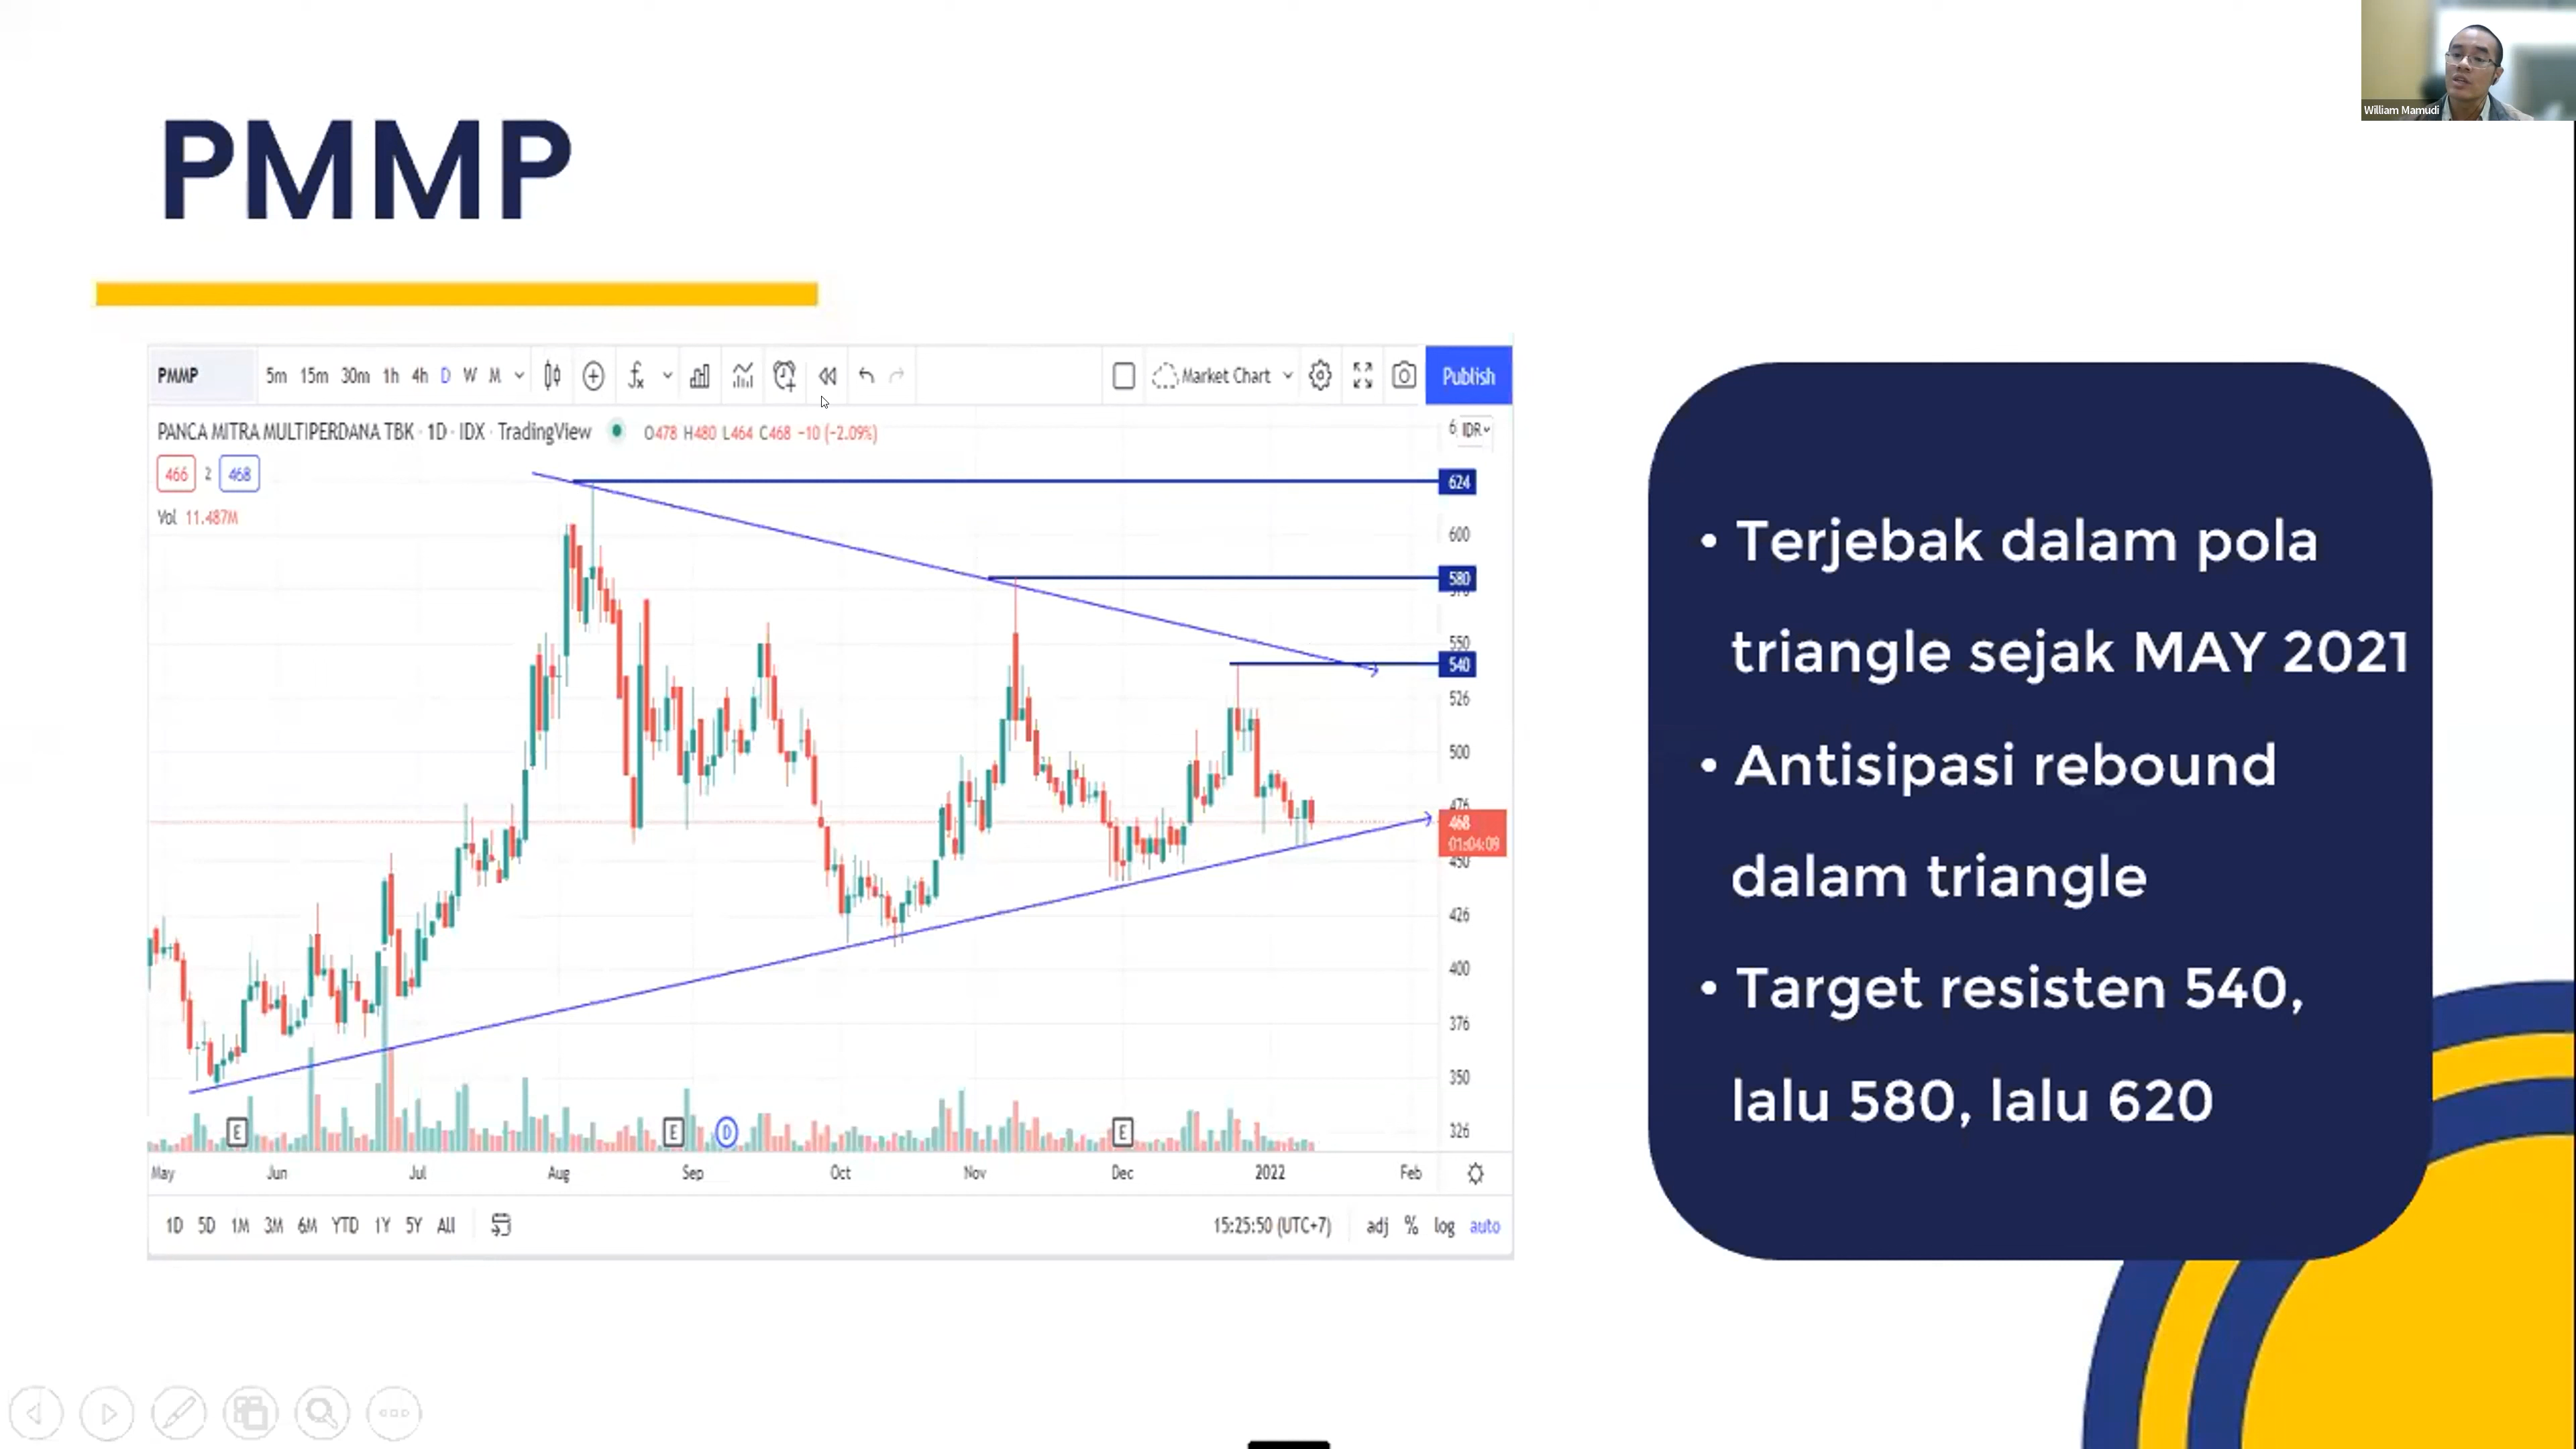 William Mamudi
PMMP
PMMP 5m 15m 30m 1h 4h D W M Market Chart Publish
PANCA MITRA MULTIPERDANA TBK · 1D · IDX · TradingView O478 H480 L464 C468 −10 (−2.09%)
IDR
466 2 468
Vol 11.487M
624
600
580
550
540
526
500
476
468
01:04:09
450
426
400
376
350
326
E E D E
May Jun Jul Aug Sep Oct Nov Dec 2022 Feb
1D 5D 1M 3M 6M YTD 1Y 5Y All 15:25:50 (UTC+7) adj % log auto
• Terjebak dalam pola
triangle sejak MAY 2021
• Antisipasi rebound
dalam triangle
• Target resisten 540,
lalu 580, lalu 620